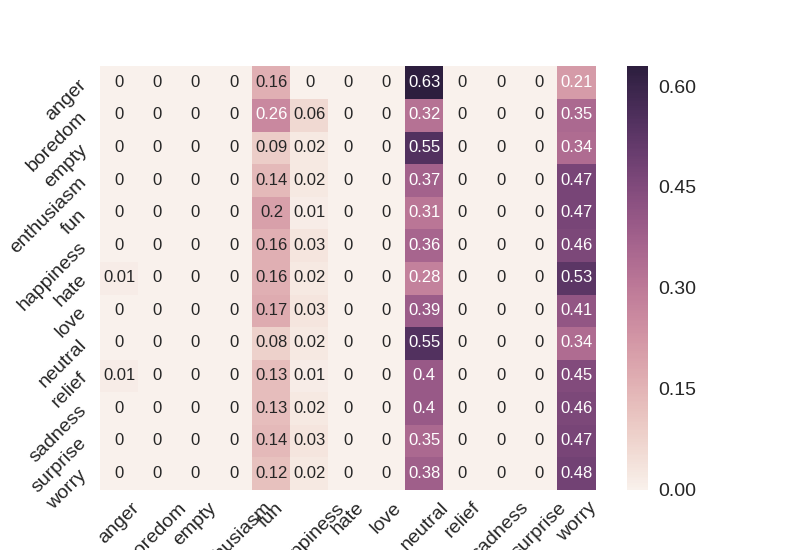 anger 0 0 0 0 0.16 0 0 0 0.63 0 0 0 0.21
boredom 0 0 0 0 0.26 0.06 0 0 0.32 0 0 0 0.35
empty 0 0 0 0 0.09 0.02 0 0 0.55 0 0 0 0.34
enthusiasm 0 0 0 0 0.14 0.02 0 0 0.37 0 0 0 0.47
fun 0 0 0 0 0.2 0.01 0 0 0.31 0 0 0 0.47
happiness 0 0 0 0 0.16 0.03 0 0 0.36 0 0 0 0.46
hate 0.01 0 0 0 0.16 0.02 0 0 0.28 0 0 0 0.53
love 0 0 0 0 0.17 0.03 0 0 0.39 0 0 0 0.41
neutral 0 0 0 0 0.08 0.02 0 0 0.55 0 0 0 0.34
relief 0.01 0 0 0 0.13 0.01 0 0 0.4 0 0 0 0.45
sadness 0 0 0 0 0.13 0.02 0 0 0.4 0 0 0 0.46
surprise 0 0 0 0 0.14 0.03 0 0 0.35 0 0 0 0.47
worry 0 0 0 0 0.12 0.02 0 0 0.38 0 0 0 0.48
anger oredom empty husiasm fun ppiness hate love neutral relief adness surprise worry
0.60
0.45
0.30
0.15
0.00